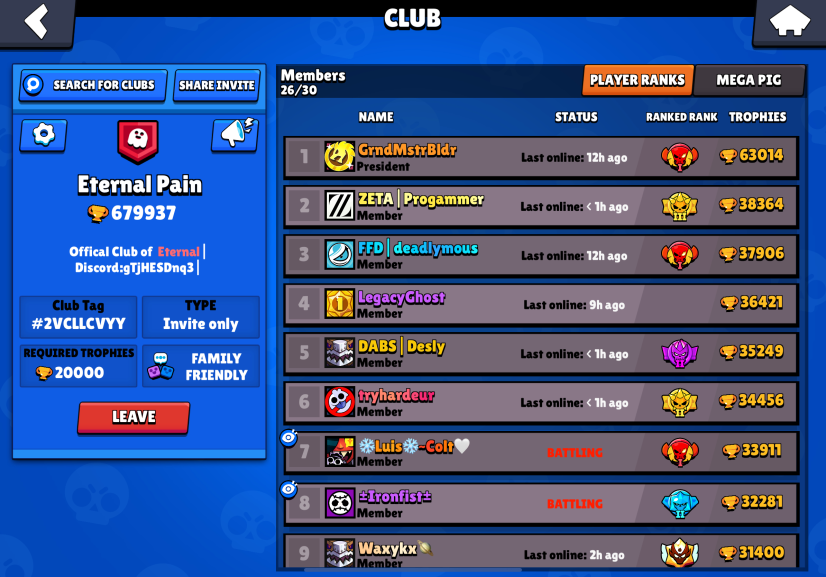 CLUB
SEARCH FOR CLUBS
SHARE INVITE
Eternal Pain
679937
Offical Club of Eternal|
Discord:gTjHESDnq3|
Club Tag
#2VCLLCVYY
TYPE
Invite only
REQUIRED TROPHIES
20000
FAMILY
FRIENDLY
LEAVE
Members
26/30
PLAYER RANKS
MEGA PIG
NAME STATUS RANKED RANK TROPHIES
1 GrndMstrBldr Last online: 12h ago 63014
President
2 ZETA|Progammer Last online: < 1h ago III 38364
Member
3 FFD|deadlymous Last online: 12h ago 37906
Member
4 LegacyGhost Last online: 9h ago 36421
Member
5 DABS|Desly Last online: < 1h ago I 35249
Member
6 tryhardeur Last online: < 1h ago II 34456
Member
7 ❄Luis❄~Colt🤍 BATTLING 33911
Member
8 ±Ironfist± BATTLING II 32281
Member
9 Waxykx🪐 Last online: 2h ago 31400
Member